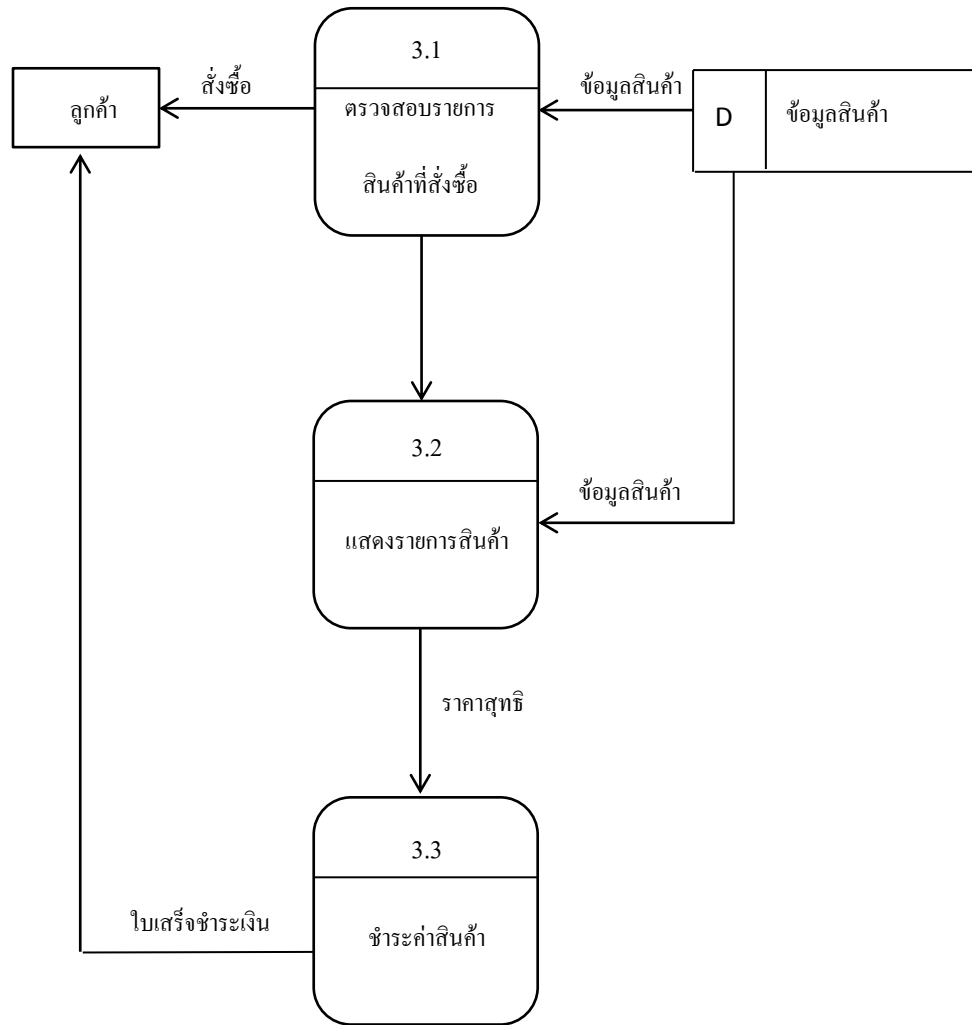 3.1
ลูกค้า
สั่งซื้อ
ตรวจสอบรายการ
สินค้าที่สั่งซื้อ
ข้อมูลสินค้า
D
ข้อมูลสินค้า
3.2
แสดงรายการสินค้า
ข้อมูลสินค้า
ราคาสุทธิ
3.3
ชำระค่าสินค้า
ใบเสร็จชำระเงิน